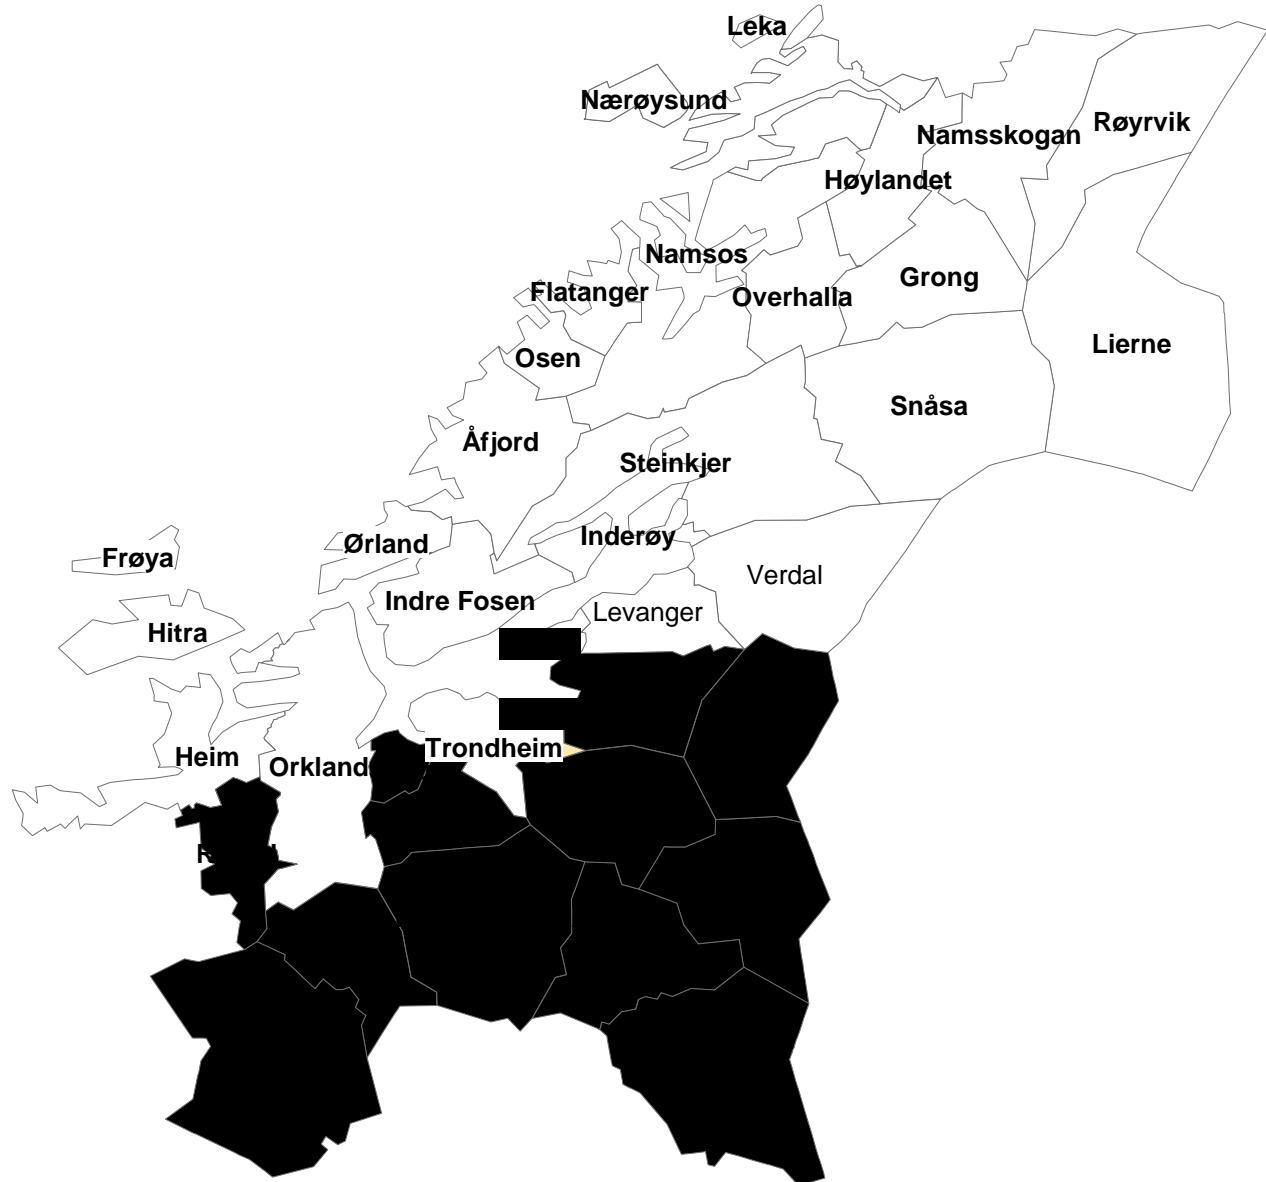 Leka
Nærøysund
Røyrvik
Namsskogan
Høylandet
Namsos
Grong
Flatanger
Overhalla
Lierne
Osen
Snåsa
Åfjord
Steinkjer
Inderøy
Ørland
Frøya
Verdal
Indre Fosen
Levanger
Hitra
Trondheim
Heim
Orkland